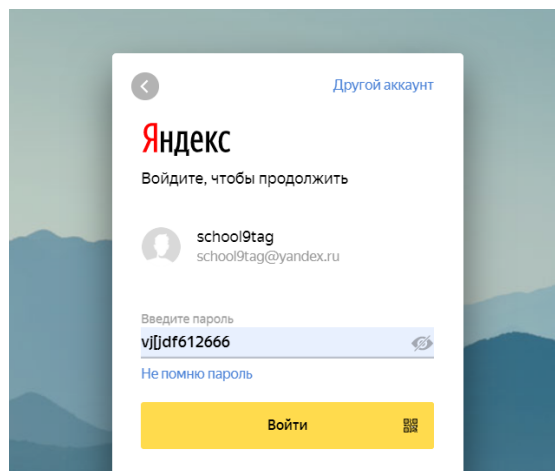 Другой аккаунт
Яндекс
Войдите, чтобы продолжить
school9tag
school9tag@yandex.ru
Введите пароль
vj[jdf612666
Не помню пароль
Войти